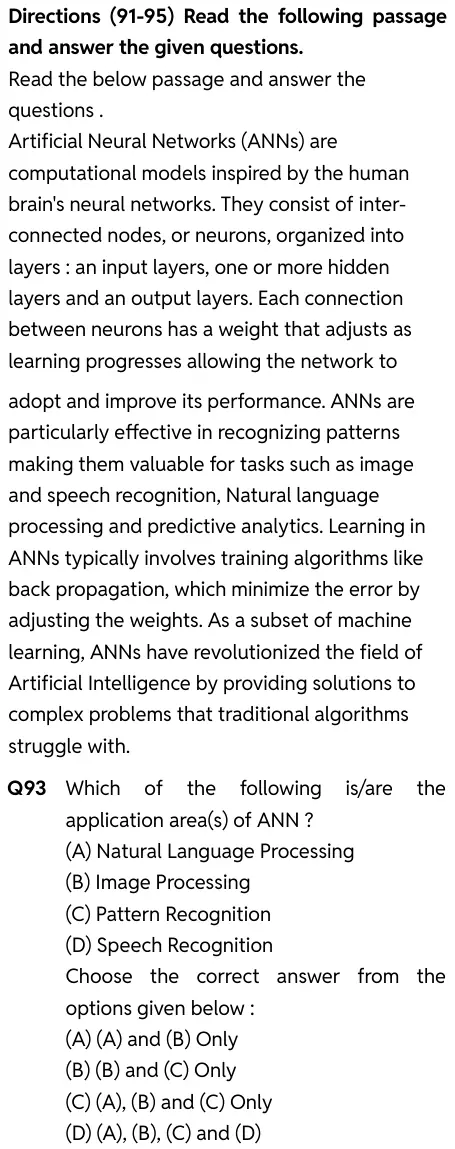 Directions (91-95) Read the following passage
and answer the given questions.
Read the below passage and answer the
questions .
Artificial Neural Networks (ANNs) are
computational models inspired by the human
brain's neural networks. They consist of inter-
connected nodes, or neurons, organized into
layers : an input layers, one or more hidden
layers and an output layers. Each connection
between neurons has a weight that adjusts as
learning progresses allowing the network to
adopt and improve its performance. ANNs are
particularly effective in recognizing patterns
making them valuable for tasks such as image
and speech recognition, Natural language
processing and predictive analytics. Learning in
ANNs typically involves training algorithms like
back propagation, which minimize the error by
adjusting the weights. As a subset of machine
learning, ANNs have revolutionized the field of
Artificial Intelligence by providing solutions to
complex problems that traditional algorithms
struggle with.
Q93 Which of the following is/are the
application area(s) of ANN ?
(A) Natural Language Processing
(B) Image Processing
(C) Pattern Recognition
(D) Speech Recognition
Choose the correct answer from the
options given below :
(A) (A) and (B) Only
(B) (B) and (C) Only
(C) (A), (B) and (C) Only
(D) (A), (B), (C) and (D)